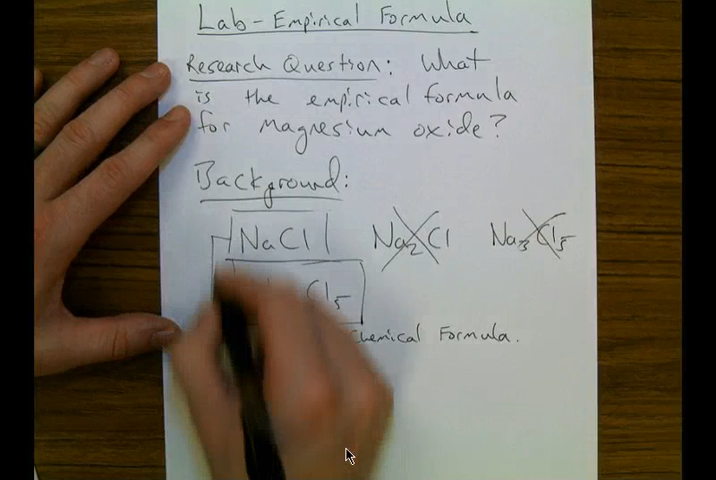 Lab - Empirical Formula
Research Question: What
is the empirical formula
for magnesium oxide?
Background:
NaCl Na₂Cl Na₃Cl₅
Cl₅
Chemical Formula.